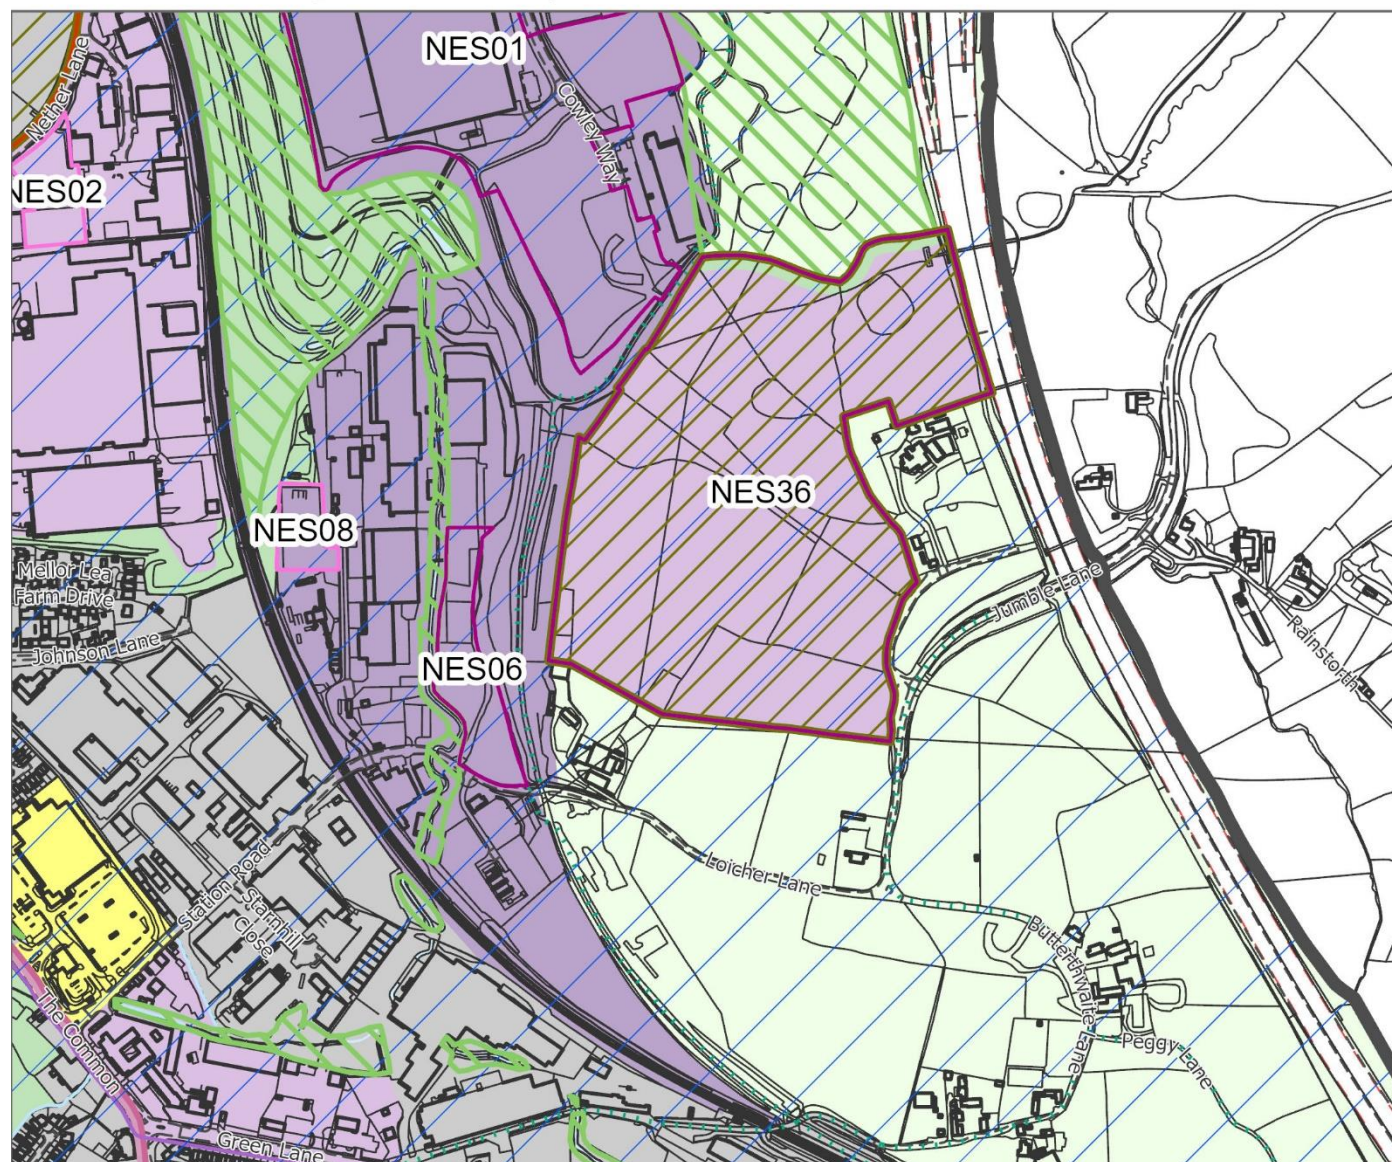 NES01
Nether Lane
Cowley Way
NES02
NES36
NES08
Mellor Lea
Farm Drive
Jumble Lane
Johnson Lane
Rainstorth
NES06
Loicher Lane
Station Road
Starnhill
Close
Butterthwaite Lane
The Common
Peggy Lane
Green Lane